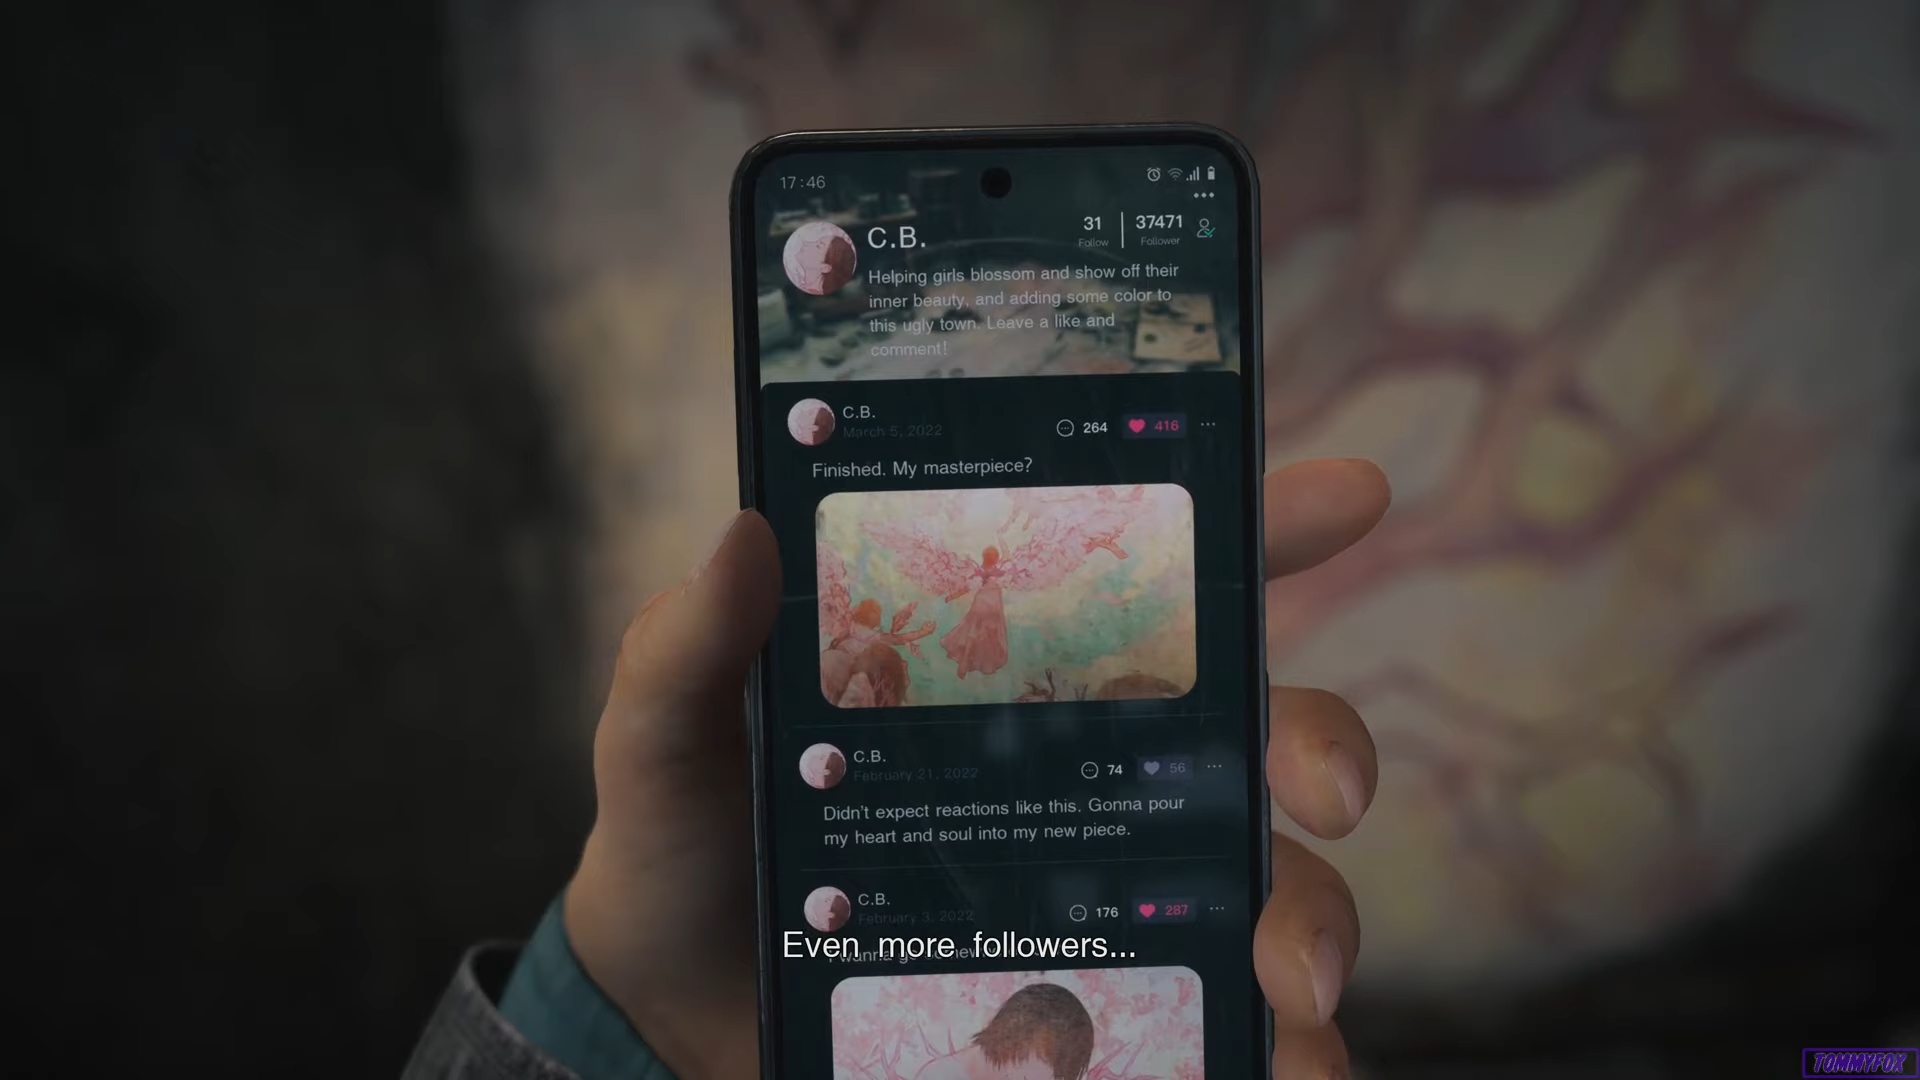 17:46
C.B.
31
Follow
37471
Follower
Helping girls blossom and show off their
inner beauty, and adding some color to
this ugly town. Leave a like and
comment!
C.B.
March 5, 2022
264
416
Finished. My masterpiece?
C.B.
February 21, 2022
74
56
Didn't expect reactions like this. Gonna pour
my heart and soul into my new piece.
C.B.
February 3, 2022
176
287
Even more followers...
I wanna
TOMMYFOX